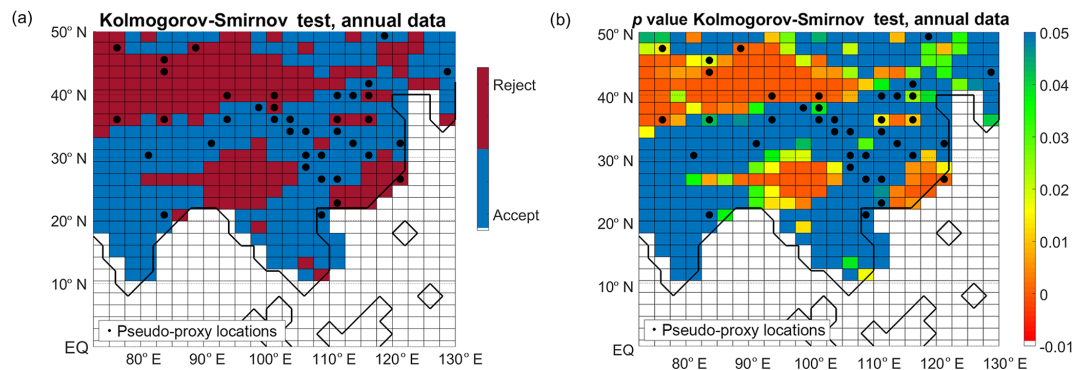 (a)
Kolmogorov-Smirnov test, annual data
50° N
40° N
30° N
20° N
10° N
EQ
80° E 90° E 100° E 110° E 120° E 130° E
• Pseudo-proxy locations
Reject
Accept
(b)
p value Kolmogorov-Smirnov test, annual data
50° N
40° N
30° N
20° N
10° N
EQ
80° E 90° E 100° E 110° E 120° E 130° E
• Pseudo-proxy locations
0.05
0.04
0.03
0.02
0.01
0
-0.01